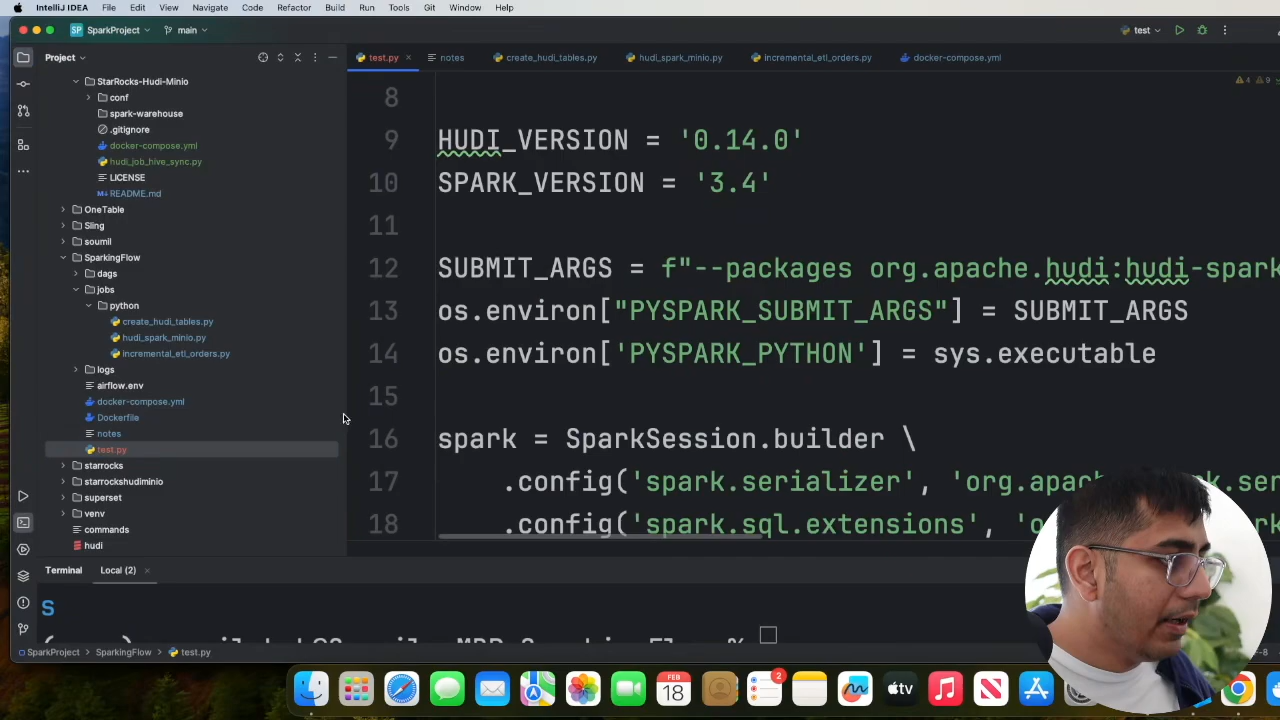 IntelliJ IDEA File Edit View Navigate Code Refactor Build Run Tools Git Window Help
SP SparkProject main test
Project
test.py notes create_hudi_tables.py hudi_spark_minio.py incremental_etl_orders.py docker-compose.yml
4 9
StarRocks-Hudi-Minio
conf
spark-warehouse
.gitignore
docker-compose.yml
hudi_job_hive_sync.py
LICENSE
M↓ README.md
OneTable
Sling
soumil
SparkingFlow
dags
jobs
python
create_hudi_tables.py
hudi_spark_minio.py
incremental_etl_orders.py
logs
airflow.env
docker-compose.yml
Dockerfile
notes
test.py
starrocks
starrockshudiminio
superset
venv
commands
hudi
8
9 HUDI_VERSION = '0.14.0'
10 SPARK_VERSION = '3.4'
11
12 SUBMIT_ARGS = f"--packages org.apache.hudi:hudi-spark
13 os.environ["PYSPARK_SUBMIT_ARGS"] = SUBMIT_ARGS
14 os.environ['PYSPARK_PYTHON'] = sys.executable
15
16 spark = SparkSession.builder \
17 .config('spark.serializer', 'org.apach
18 .config('spark.sql.extensions',
Terminal Local (2)
S
SparkProject SparkingFlow test.py
FEB
18
2
tv